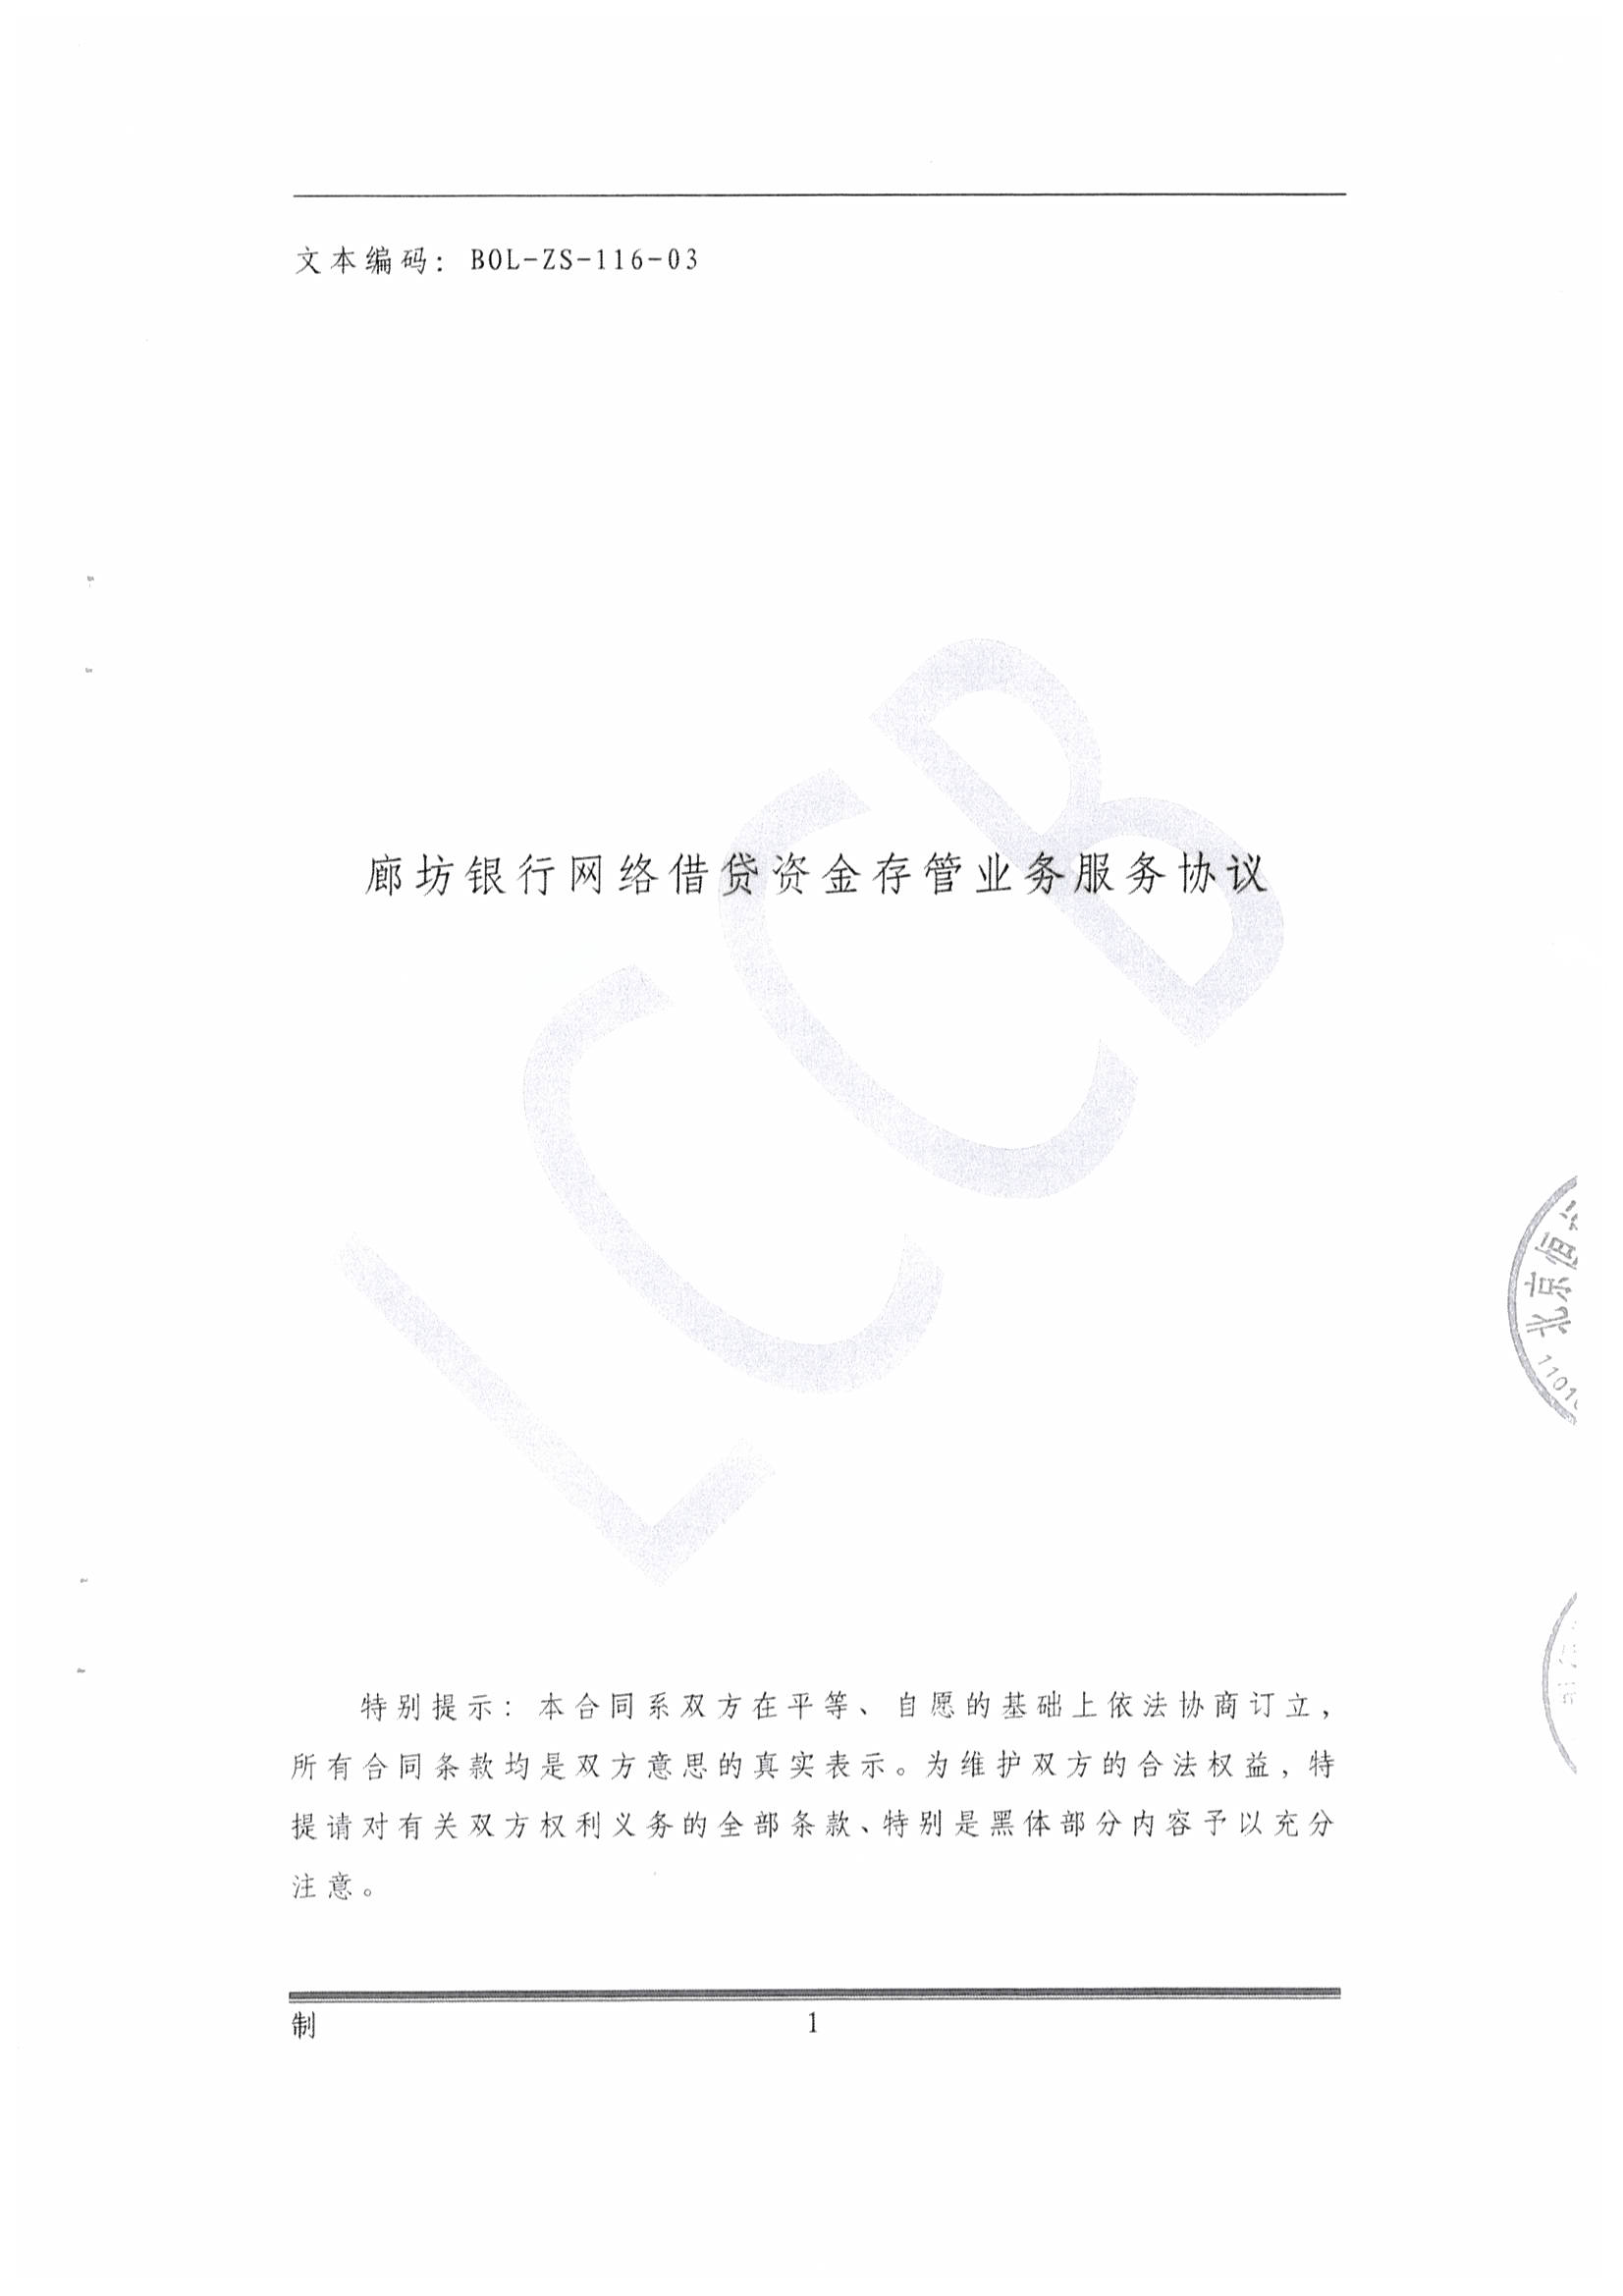 文本编码：BOL-ZS-116-03
廊坊银行网络借贷资金存管业务服务协议
LCCB
北京恒
1101
特别提示：本合同系双方在平等、自愿的基础上依法协商订立，
所有合同条款均是双方意思的真实表示。为维护双方的合法权益，特
提请对有关双方权利义务的全部条款、特别是黑体部分内容予以充分
注意。
制 1